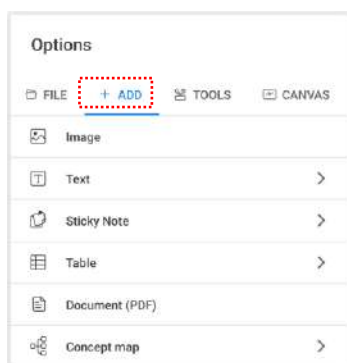 Options
FILE + ADD TOOLS CANVAS
Image
Text
Sticky Note
Table
Document (PDF)
Concept map